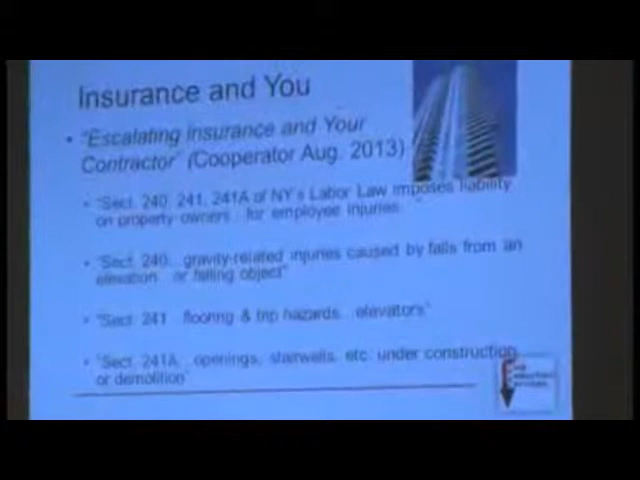 Insurance and You
• "Escalating insurance and Your
Contractor" (Cooperator Aug. 2013)
• "Sect. 240, 241, 241A of NY's Labor Law imposes liability
on property owners...for employee injuries.
• "Sect. 240...gravity-related injuries caused by falls from an
elevation...or falling object"
• "Sect. 241...flooring & trip hazards...elevators"
• "Sect. 241A...openings, stairwells, etc. under construction
or demolition"